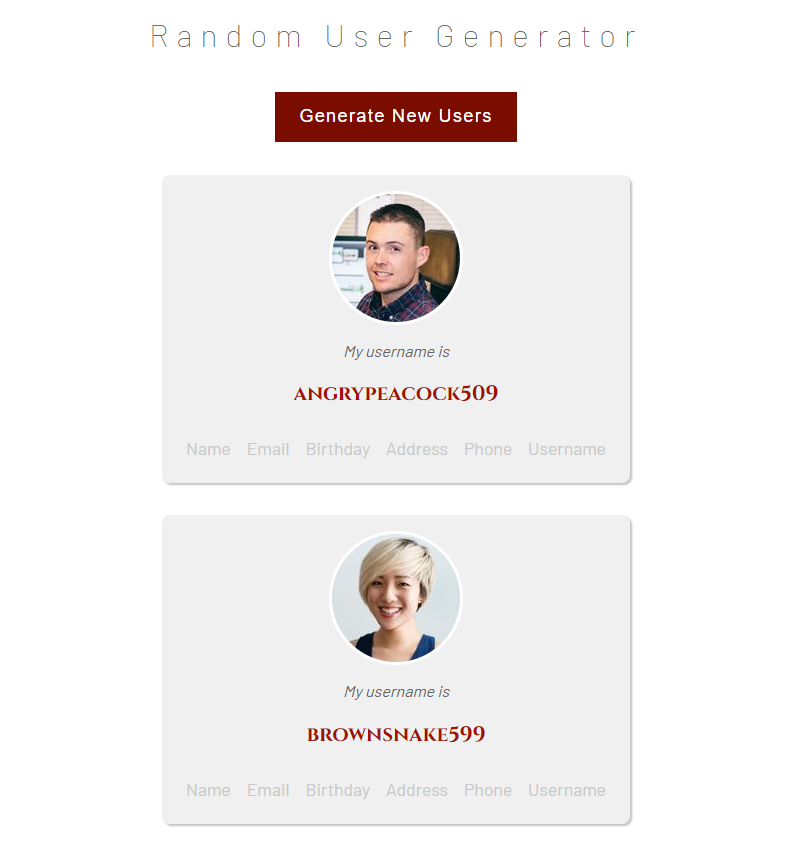 Random User Generator
Generate New Users
My username is
angrypeacock509
Name Email Birthday Address Phone Username
My username is
brownsnake599
Name Email Birthday Address Phone Username